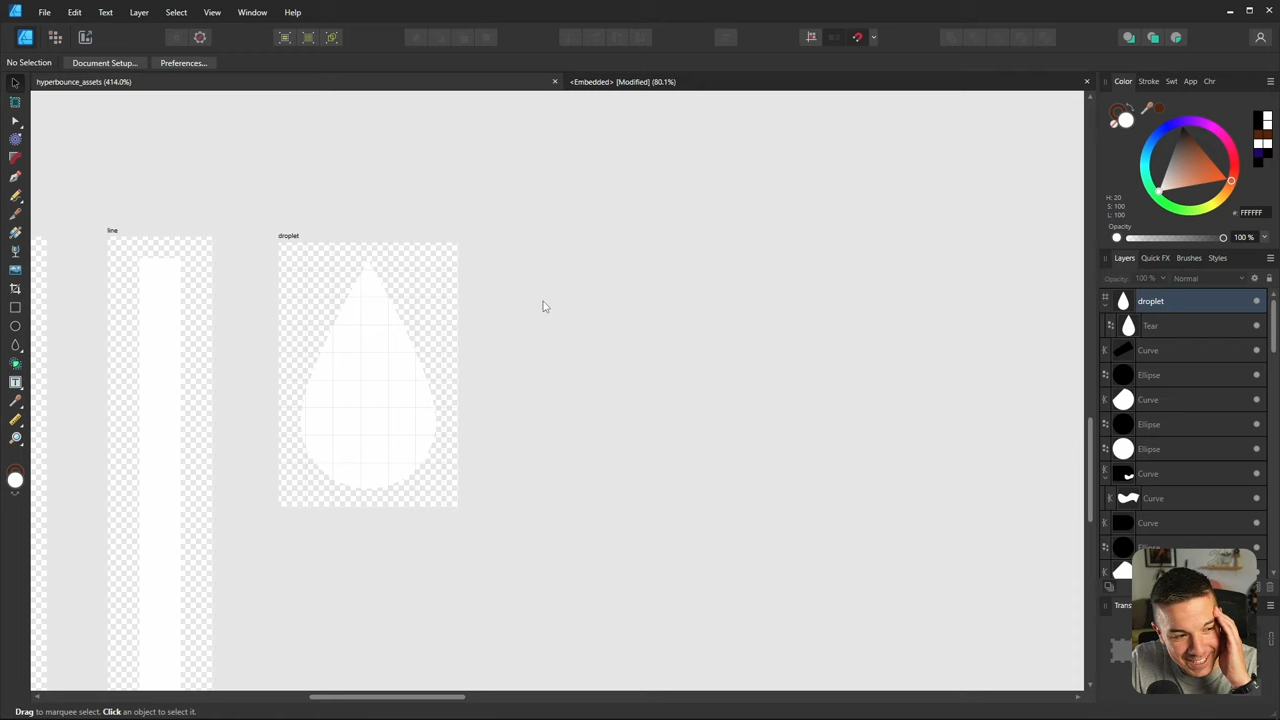 File Edit Text Layer Select View Window Help
No Selection Document Setup... Preferences...
hyperbounce_assets (414.0%)
<Embedded> [Modified] (80.1%)
Color Stroke Swt App Chr
H: 20
S: 100
L: 100
#: FFFFFF
Opacity
100 %
line
droplet
Layers Quick FX Brushes Styles
Opacity: 100 % Normal
droplet
Tear
Curve
Ellipse
Curve
Ellipse
Ellipse
Curve
Curve
Curve
Ellipse
Trans
Drag to marquee select. Click an object to select it.